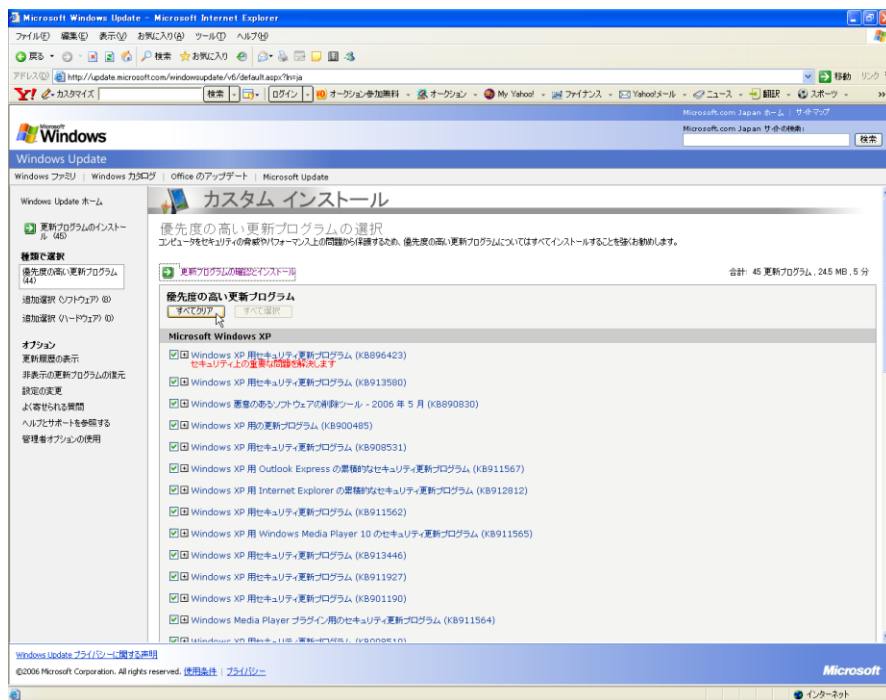 Microsoft Windows Update - Microsoft Internet Explorer
ファイル(F) 編集(E) 表示(V) お気に入り(A) ツール(T) ヘルプ(H)
戻る 検索 お気に入り
アドレス(D) http://update.microsoft.com/windowsupdate/v6/default.aspx?ln=ja 移動 リンク
Y! カスタマイズ 検索 ログイン オークション参加無料 オークション My Yahoo! ファイナンス Yahoo!メール ニュース 翻訳 スポーツ
Microsoft.com Japan ホーム | サイトマップ
Microsoft Windows
Microsoft.com Japan サイトの検索:
検索
Windows Update
Windows ファミリ | Windows カタログ | Office のアップデート | Microsoft Update
Windows Update ホーム
更新プログラムのインストール (45)
種類で選択
優先度の高い更新プログラム (44)
追加選択 (ソフトウェア) (8)
追加選択 (ハードウェア) (0)
オプション
更新履歴の表示
非表示の更新プログラムの復元
設定の変更
よく寄せられる質問
ヘルプとサポートを参照する
管理者オプションの使用
カスタム インストール
優先度の高い更新プログラムの選択
コンピュータをセキュリティの脅威やパフォーマンス上の問題から保護するため、優先度の高い更新プログラムについてはすべてインストールすることを強くお勧めします。
更新プログラムの確認とインストール
合計: 45 更新プログラム , 24.5 MB , 5 分
優先度の高い更新プログラム
すべてクリア すべて選択
Microsoft Windows XP
Windows XP 用セキュリティ更新プログラム (KB896423)
セキュリティ上の重要な問題を解決します
Windows XP 用セキュリティ更新プログラム (KB913580)
Windows 悪意のあるソフトウェアの削除ツール - 2006 年 5 月 (KB890830)
Windows XP 用の更新プログラム (KB900485)
Windows XP 用セキュリティ更新プログラム (KB908531)
Windows XP 用 Outlook Express の累積的なセキュリティ更新プログラム (KB911567)
Windows XP 用 Internet Explorer の累積的なセキュリティ更新プログラム (KB912812)
Windows XP 用セキュリティ更新プログラム (KB911562)
Windows XP 用 Windows Media Player 10 のセキュリティ更新プログラム (KB911565)
Windows XP 用セキュリティ更新プログラム (KB913446)
Windows XP 用セキュリティ更新プログラム (KB911927)
Windows XP 用セキュリティ更新プログラム (KB901190)
Windows Media Player プラグイン用のセキュリティ更新プログラム (KB911564)
Windows Update プライバシーに関する声明
©2006 Microsoft Corporation. All rights reserved. 使用条件 | プライバシー
Microsoft
インターネット